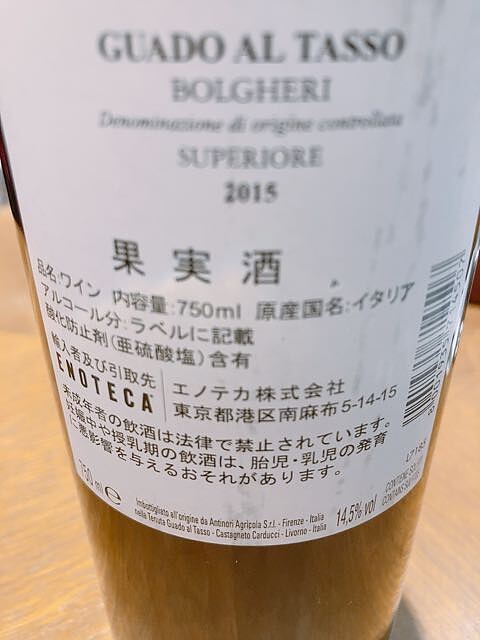 GUADO AL TASSO
BOLGHERI
Denominazione di origine controllata
SUPERIORE
2015
果実酒
品名:ワイン 内容量:750ml 原産国名:イタリア
アルコール分:ラベルに記載
酸化防止剤(亜硫酸塩)含有
輸入者及び引取先
ENOTECA
エノテカ株式会社
東京都港区南麻布5-14-15
未成年者の飲酒は法律で禁止されています。
妊娠中や授乳期の飲酒は、胎児・乳児の発育
に悪影響を与えるおそれがあります。
750 ml e
Imbottigliato all'origine da Antinori Agricola S.r.l. - Firenze - Italia
nella Tenuta Guado al Tasso - Castagneto Carducci - Livorno - Italia
14,5% vol
L7195